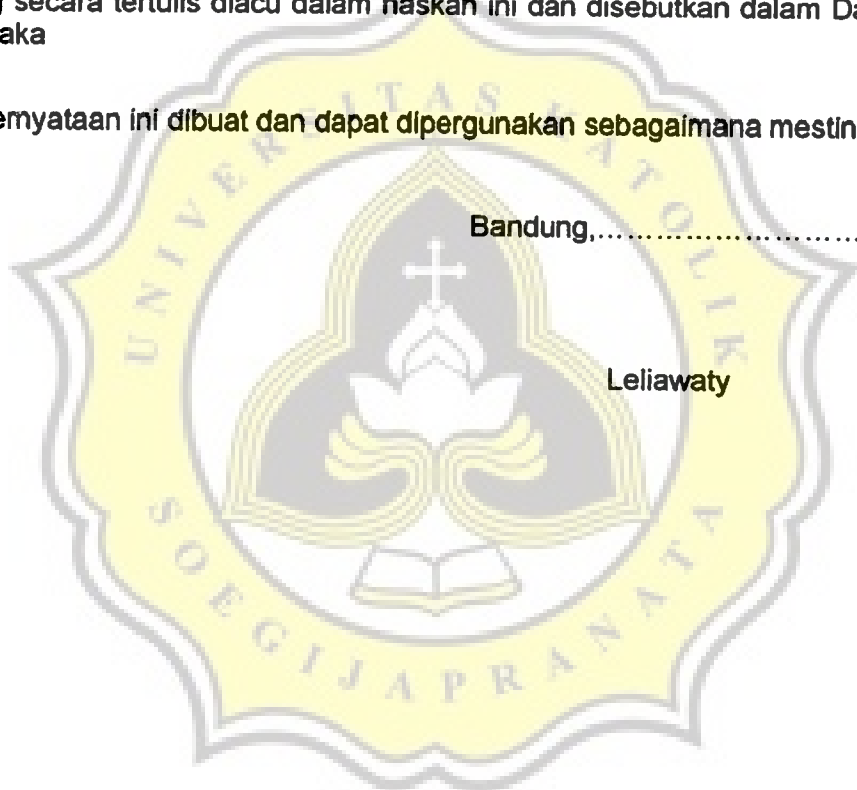 secara tertulis diacu dalam naskah ini dan disebutkan dalam Da
aka
ernyataan ini dibuat dan dapat dipergunakan sebagaimana mestin
Bandung,..............................
Leliawaty
UNIVERSITAS KATOLIK
SOEGIJAPRANATA